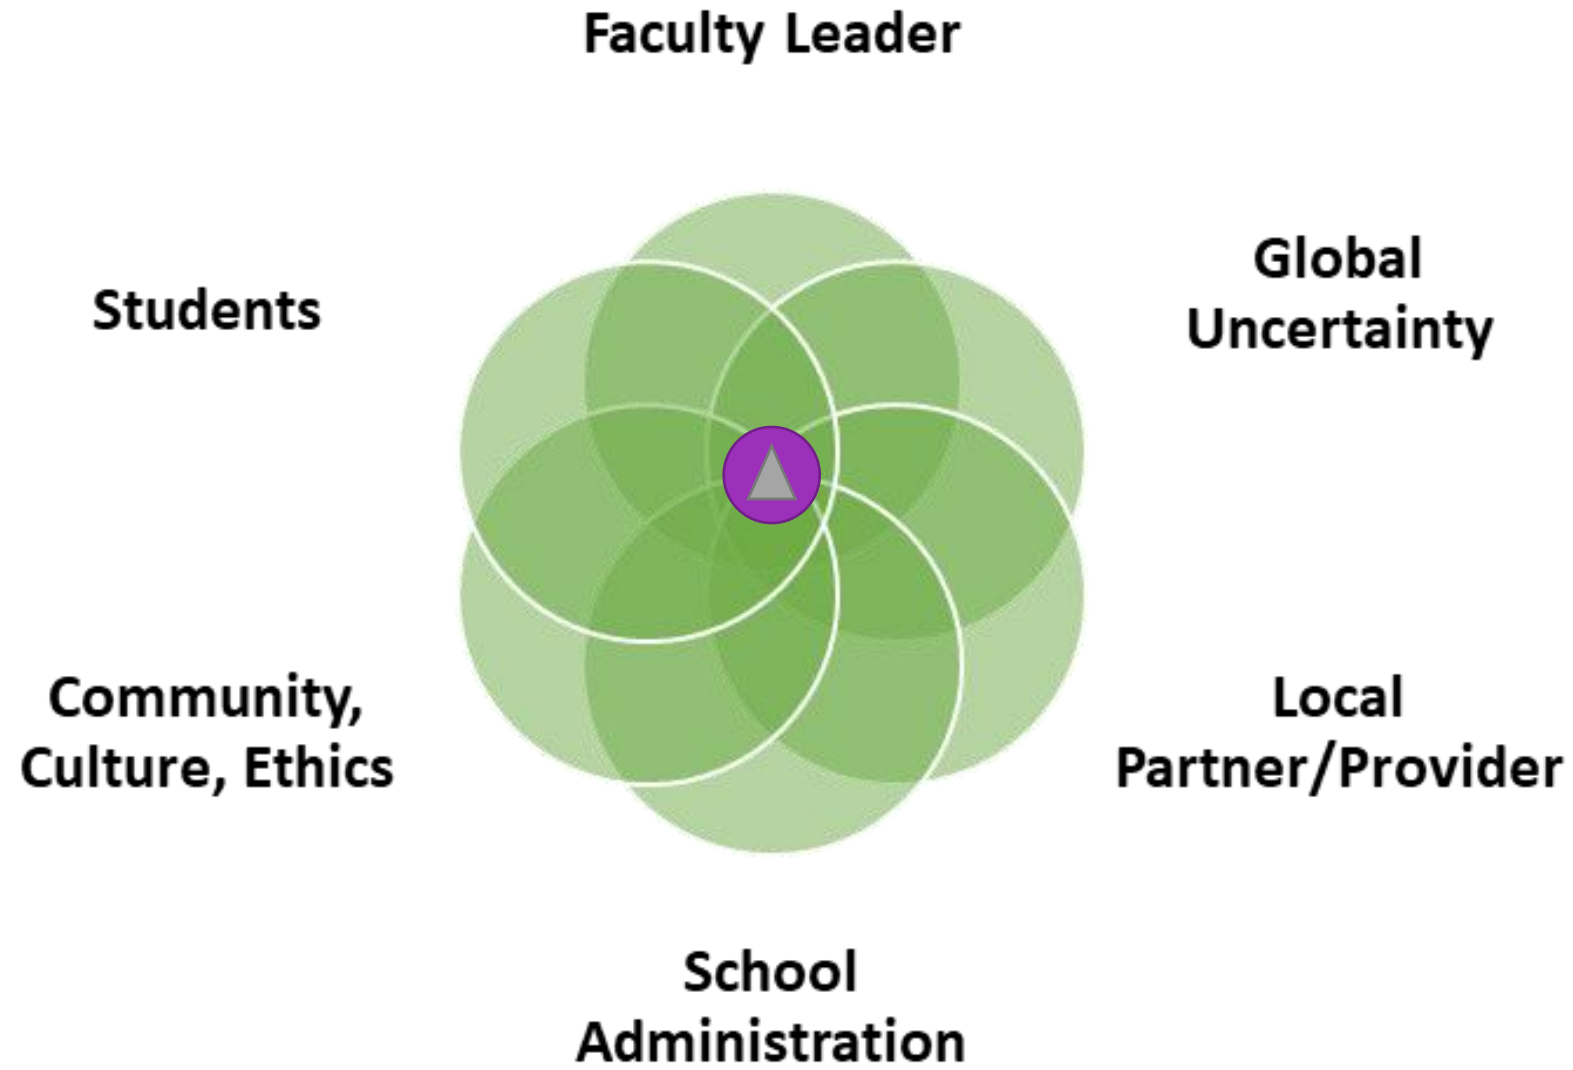 Faculty Leader
Global
Uncertainty
Students
Local
Partner/Provider
Community,
Culture, Ethics
School
Administration